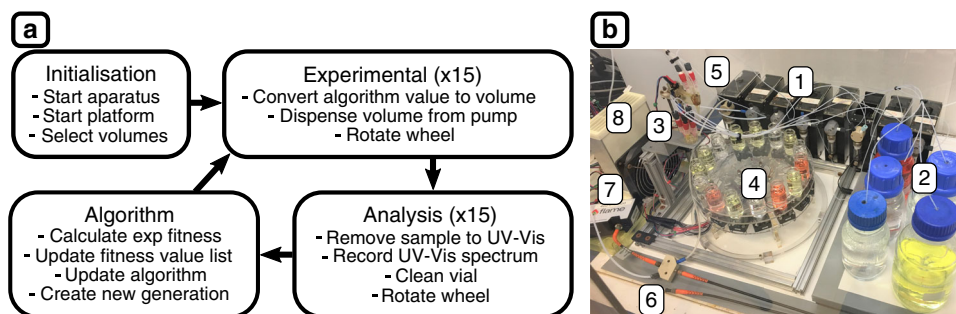 a
Initialisation
- Start apparatus
- Start platform
- Select volumes
Experimental (x15)
- Convert algorithm value to volume
- Dispense volume from pump
- Rotate wheel
Algorithm
- Calculate exp fitness
- Update fitness value list
- Update algorithm
- Create new generation
Analysis (x15)
- Remove sample to UV-Vis
- Record UV-Vis spectrum
- Clean vial
- Rotate wheel
b
1
5
8
3
4
2
7
flame
6